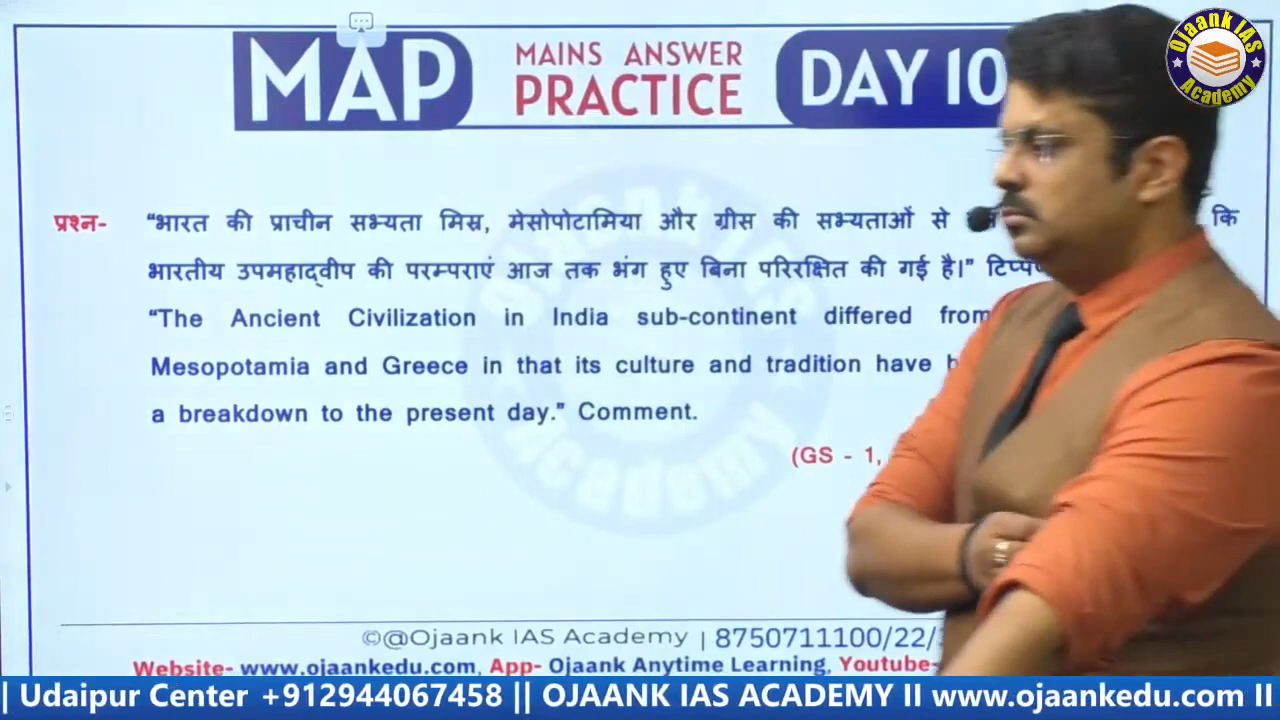 MAP
MAINS ANSWER
PRACTICE
DAY 10
Ojaank IAS
Academy
प्रश्न- “भारत की प्राचीन सभ्यता मिस्र, मेसोपोटामिया और ग्रीस की सभ्यताओं से कि
भारतीय उपमहाद्वीप की परम्पराएं आज तक भंग हुए बिना परिरक्षित की गई है।”
“The Ancient Civilization in India sub-continent differed from
Mesopotamia and Greece in that its culture and tradition have
a breakdown to the present day.” Comment.
(GS - 1,
Ojaank IAS
Academy
©@Ojaank IAS Academy | 8750711100/22/
Website- www.ojaankedu.com, App- Ojaank Anytime Learning, Youtube-
| Udaipur Center +912944067458 || OJAANK IAS ACADEMY II www.ojaankedu.com II